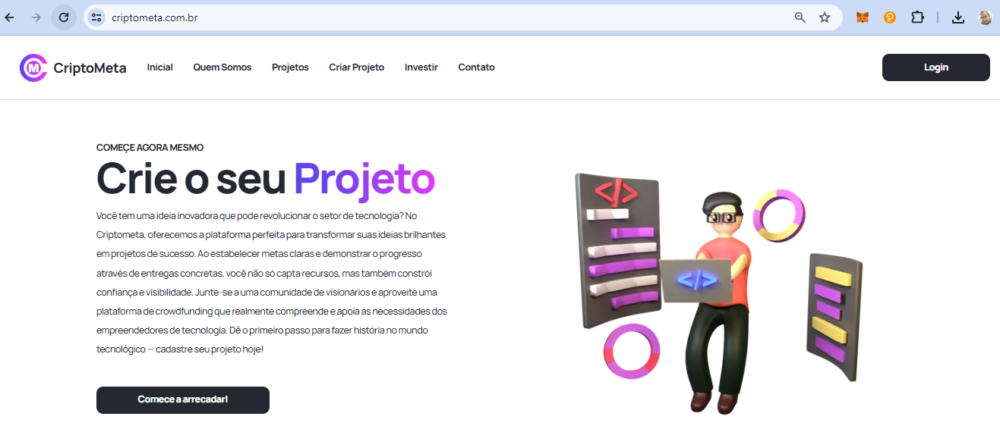 criptometa.com.br
CriptoMeta
Inicial
Quem Somos
Projetos
Criar Projeto
Investir
Contato
Login
COMEÇE AGORA MESMO
Crie o seu Projeto
Você tem uma ideia inovadora que pode revolucionar o setor de tecnologia? No
Criptometa, oferecemos a plataforma perfeita para transformar suas ideias brilhantes
em projetos de sucesso. Ao estabelecer metas claras e demonstrar o progresso
através de entregas concretas, você não só capta recursos, mas também constrói
confiança e visibilidade. Junte-se a uma comunidade de visionários e aproveite uma
plataforma de crowdfunding que realmente compreende e apoia as necessidades dos
empreendedores de tecnologia. Dê o primeiro passo para fazer história no mundo
tecnológico — cadastre seu projeto hoje!
Comece a arrecadar!